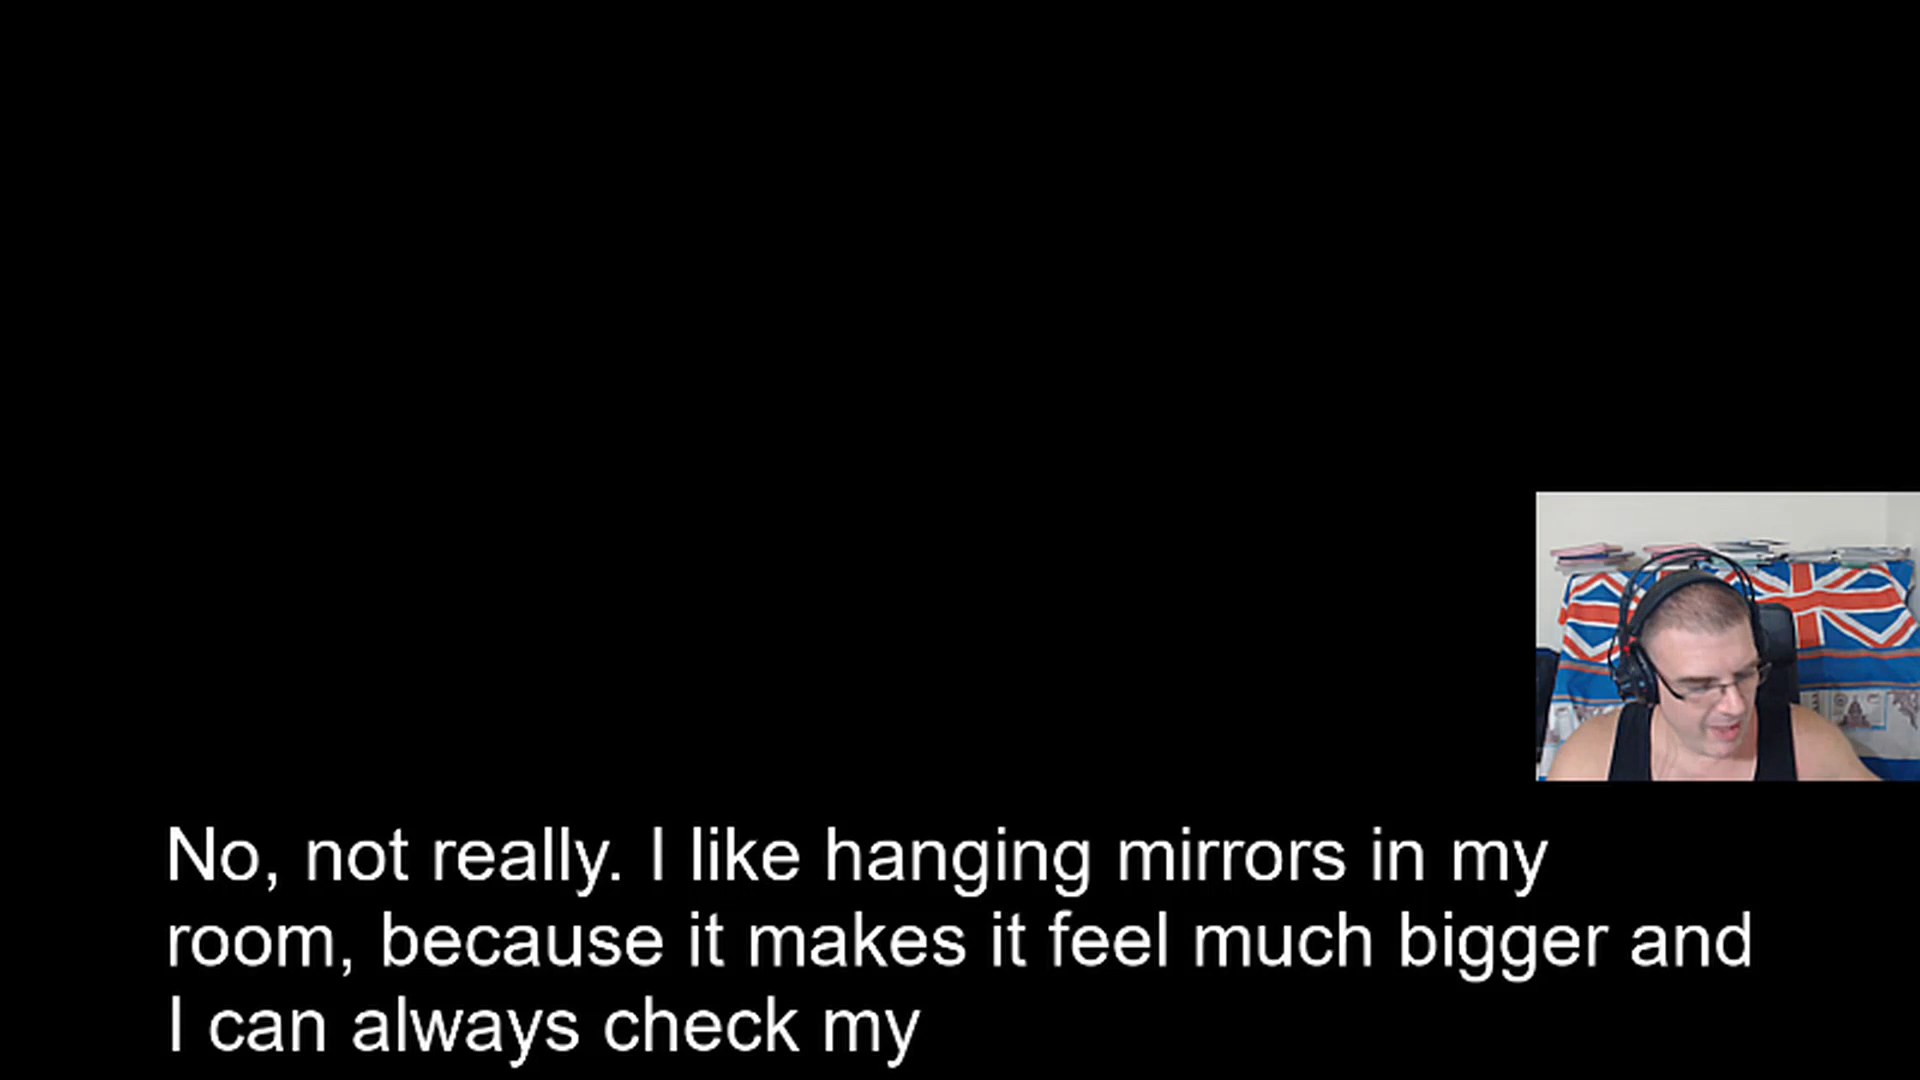 No, not really. I like hanging mirrors in my
room, because it makes it feel much bigger and
I can always check my